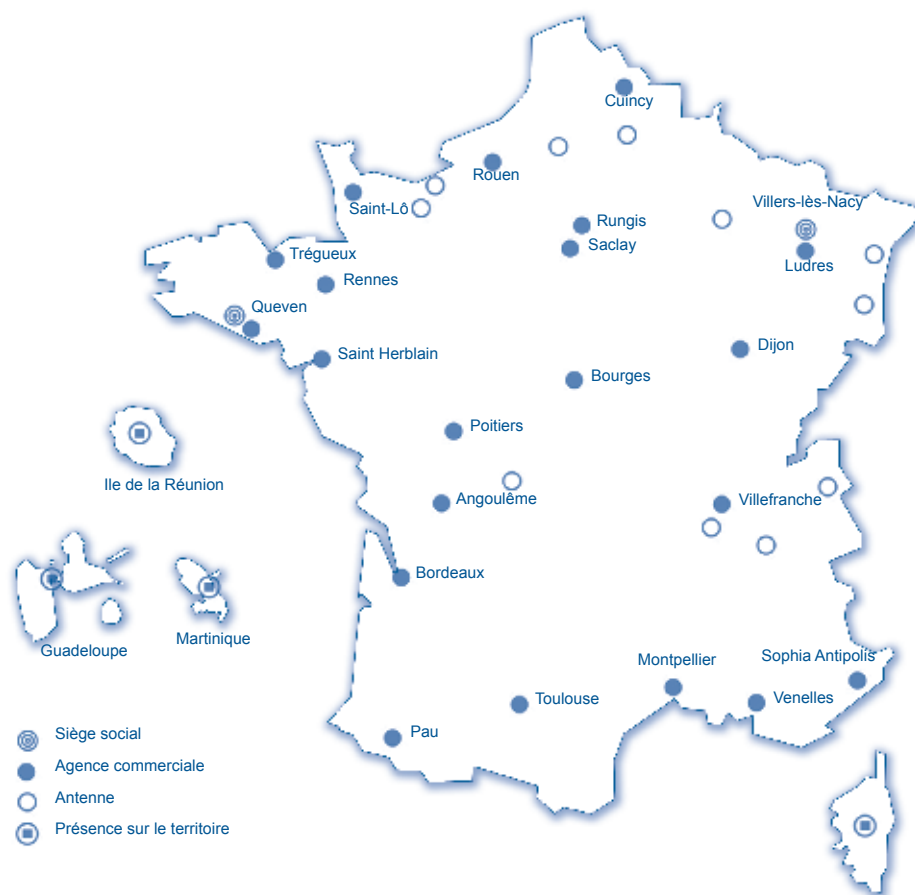 Cuincy
Rouen
Saint-Lô
Villers-lès-Nacy
Rungis
Saclay
Ludres
Trégueux
Rennes
Queven
Saint Herblain
Dijon
Bourges
Poitiers
Ile de la Réunion
Angoulême
Villefranche
Bordeaux
Guadeloupe
Martinique
Montpellier
Sophia Antipolis
Toulouse
Venelles
Pau
Siège social
Agence commerciale
Antenne
Présence sur le territoire